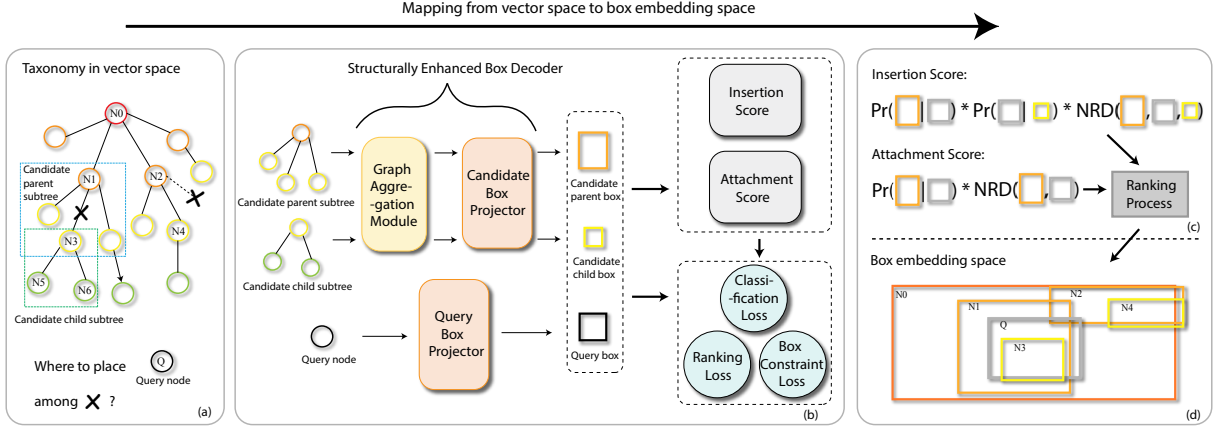 Mapping from vector space to box embedding space
Taxonomy in vector space
N0
Candidate
parent
subtree
N1
N2
N3
N4
N5
N6
Candidate child subtree
Where to place
Q
Query node
among
?
(a)
Structurally Enhanced Box Decoder
Candidate parent subtree
Candidate child subtree
Query node
Graph
Aggre-
-gation
Module
Candidate
Box
Projector
Query
Box
Projector
Candidate
parent box
Candidate
child box
Query box
Insertion
Score
Attachment
Score
Classi-
-fication
Loss
Ranking
Loss
Box
Constraint
Loss
(b)
Insertion Score:
Pr( | ) * Pr( | ) * NRD( , , )
Attachment Score:
Pr( | ) * NRD( , )
Ranking
Process
(c)
Box embedding space
N0
N2
N1
N4
Q
N3
(d)